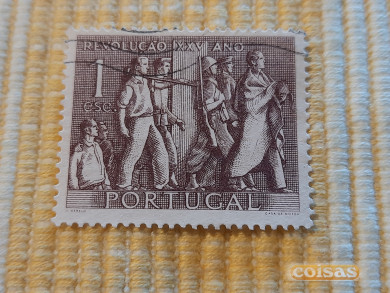 REVOLUÇÃO XXV ANO
1
ESC.
PORTUGAL
coisas